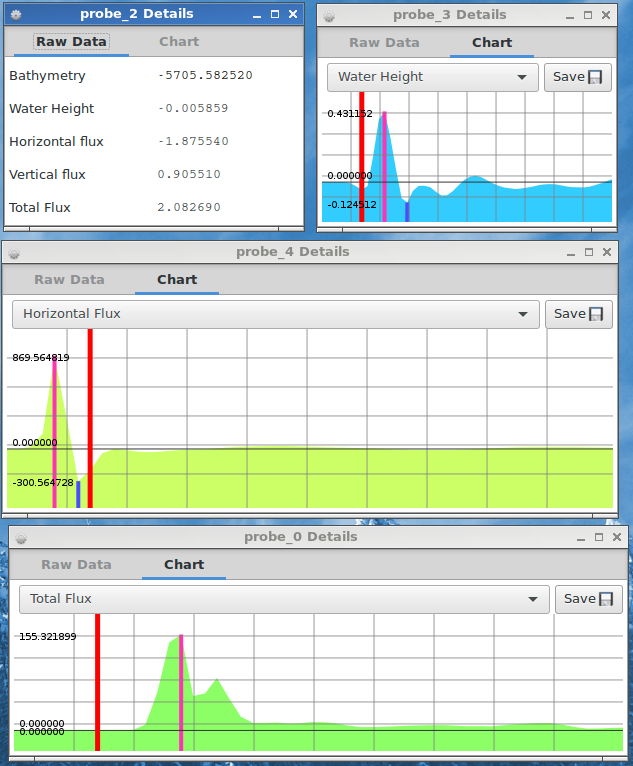 probe_2 Details
Raw Data Chart
Bathymetry -5705.582520
Water Height -0.005859
Horizontal flux -1.875540
Vertical flux 0.905510
Total Flux 2.082690
probe_3 Details
Raw Data Chart
Water Height Save
0.431152
0.000000
-0.124512
probe_4 Details
Raw Data Chart
Horizontal Flux Save
869.564819
0.000000
-300.564728
probe_0 Details
Raw Data Chart
Total Flux Save
155.321899
0.000000
0.000000